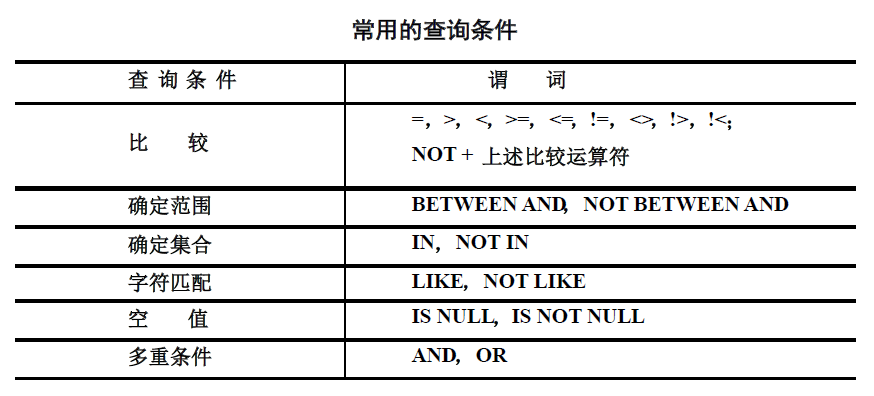 常用的查询条件
查 询 条 件 谓 词
比 较 =，>，<，>=，<=，!=，<>，!>，!<；
NOT + 上述比较运算符
确定范围 BETWEEN AND，NOT BETWEEN AND
确定集合 IN，NOT IN
字符匹配 LIKE，NOT LIKE
空 值 IS NULL，IS NOT NULL
多重条件 AND，OR